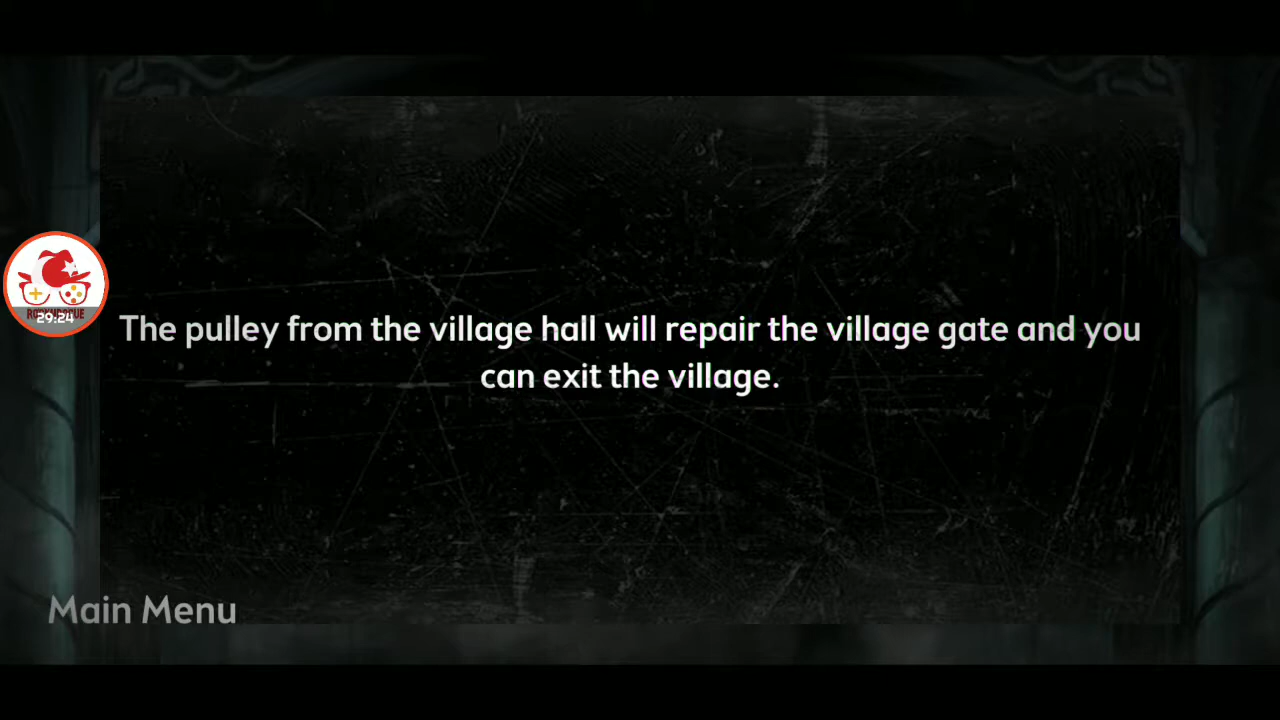 The pulley from the village hall will repair the village gate and you
can exit the village.
29:24
Main Menu